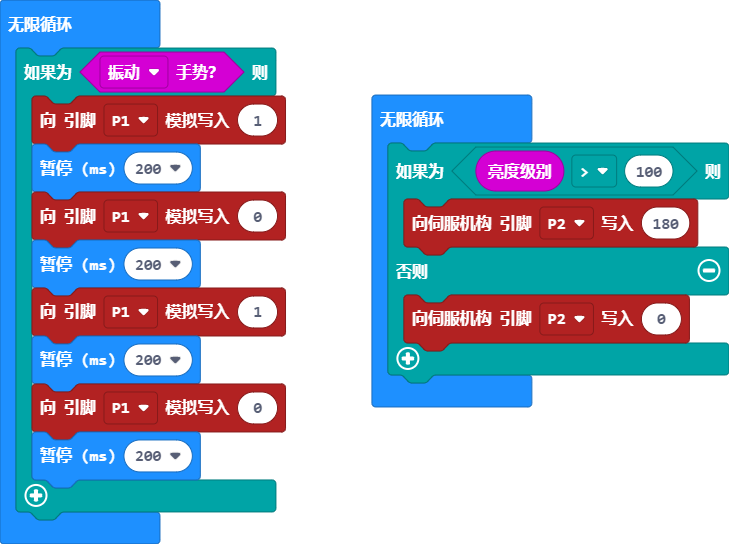 无限循环
如果为 振动 手势? 则
向 引脚 P1 模拟写入 1
暂停 (ms) 200
向 引脚 P1 模拟写入 0
暂停 (ms) 200
向 引脚 P1 模拟写入 1
暂停 (ms) 200
向 引脚 P1 模拟写入 0
暂停 (ms) 200
无限循环
如果为 亮度级别 > 100 则
向伺服机构 引脚 P2 写入 180
否则
向伺服机构 引脚 P2 写入 0